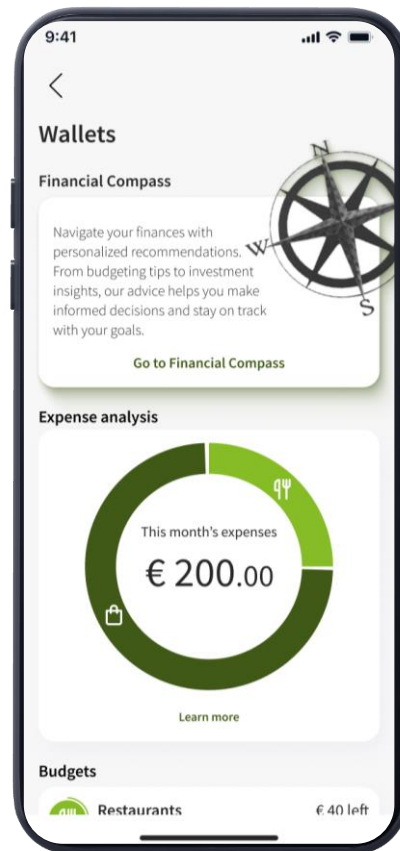 9:41
Wallets
Financial Compass
N
W
S
Navigate your finances with
personalized recommendations.
From budgeting tips to investment
insights, our advice helps you make
informed decisions and stay on track
with your goals.
Go to Financial Compass
Expense analysis
This month's expenses
€ 200.00
Learn more
Budgets
Restaurants € 40 left